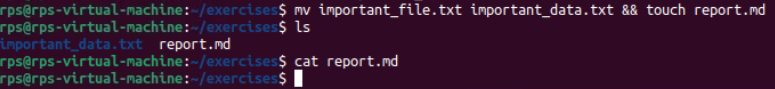 rps@rps-virtual-machine:~/exercises$ mv important_file.txt important_data.txt && touch report.md
rps@rps-virtual-machine:~/exercises$ ls
important_data.txt  report.md
rps@rps-virtual-machine:~/exercises$ cat report.md
rps@rps-virtual-machine:~/exercises$